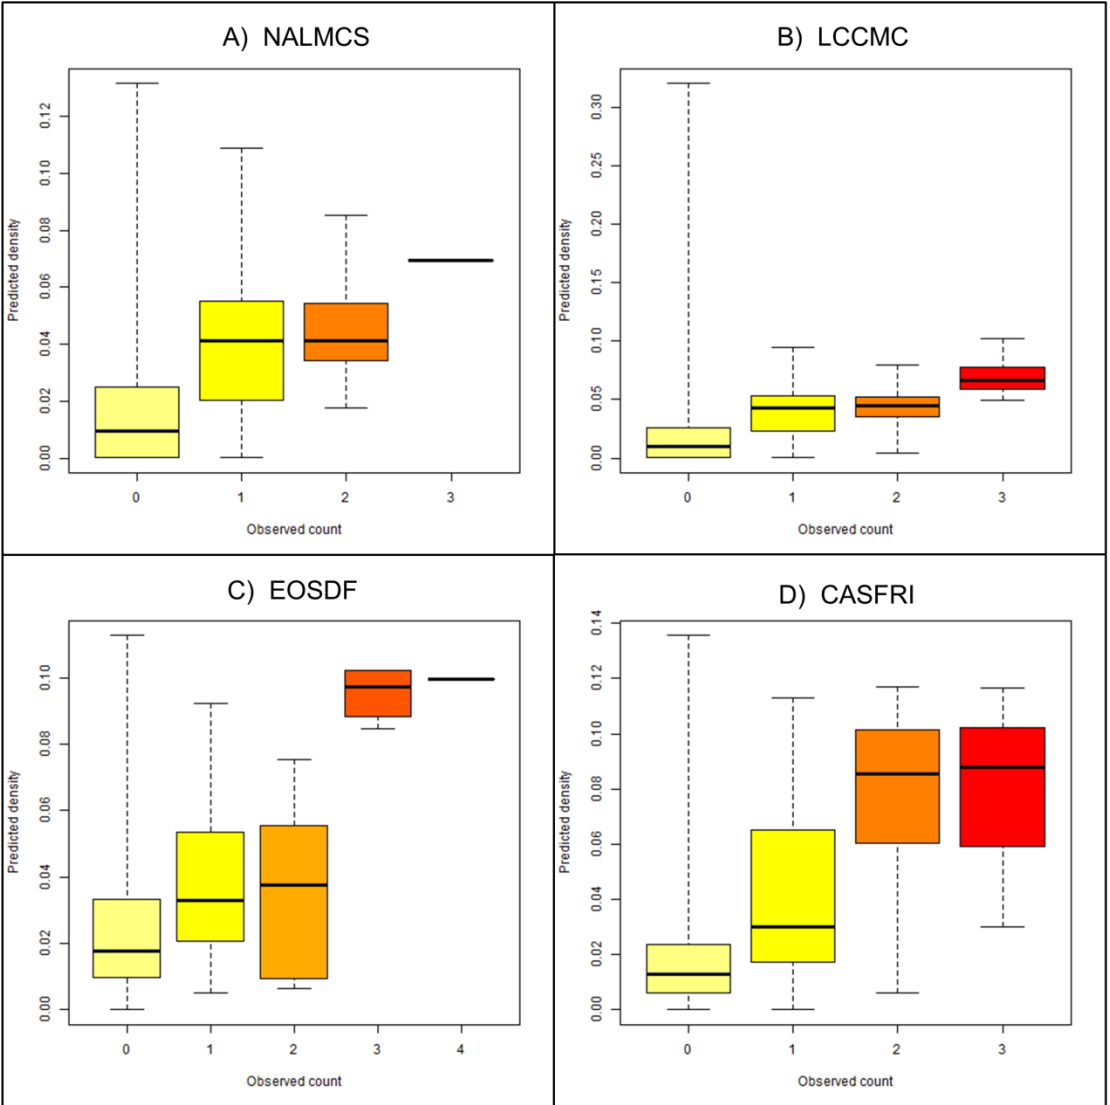 A) NALMCS
Predicted density
0.12
0.10
0.08
0.06
0.04
0.02
0.00
0 1 2 3
Observed count
B) LCCMC
Predicted density
0.30
0.25
0.20
0.15
0.10
0.05
0.00
0 1 2 3
Observed count
C) EOSDF
Predicted density
0.10
0.08
0.06
0.04
0.02
0.00
0 1 2 3 4
Observed count
D) CASFRI
Predicted density
0.14
0.12
0.10
0.08
0.06
0.04
0.02
0.00
0 1 2 3
Observed count